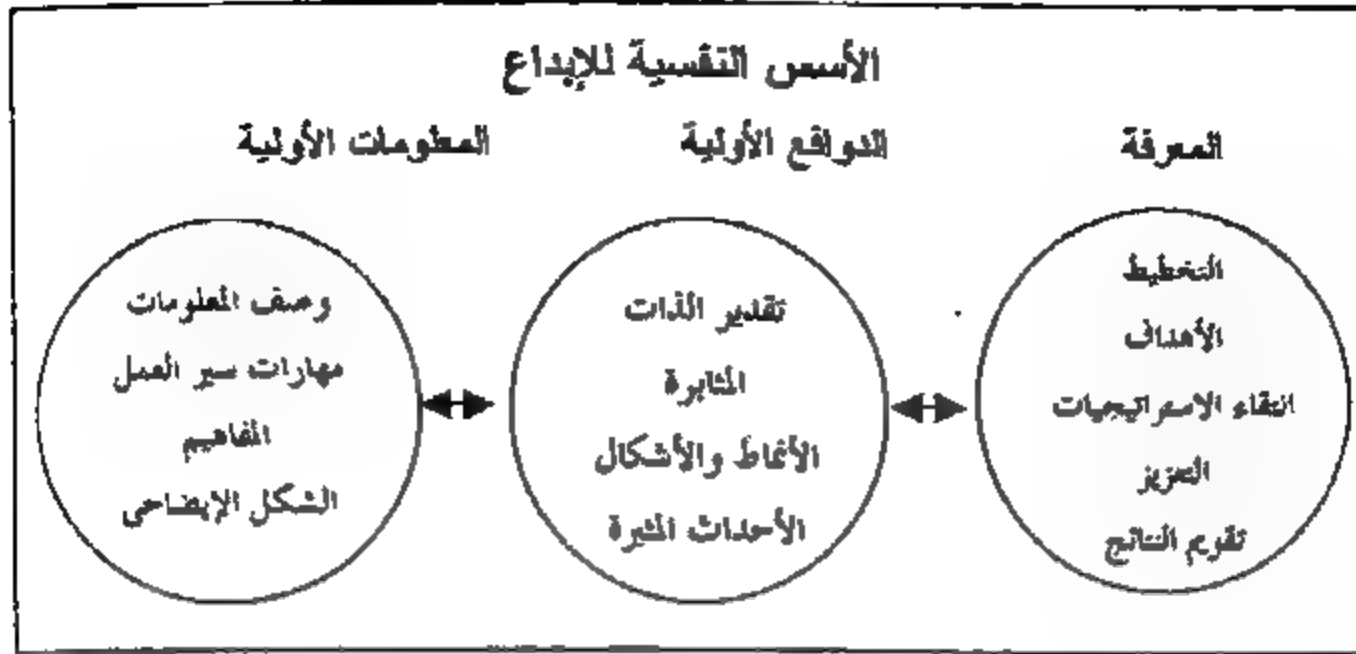 الأسس النفسية للإبداع
المعرفة
الدوافع الأولية
المعلومات الأولية
التخطيط
الأهداف
انتقاء الاستراتيجيات
التعزيز
تقويم النتائج
تقدير الذات
المثابرة
الأنماط والأشكال
الأحداث المثيرة
وصف المعلومات
مهارات سير العمل
المفاهيم
الشكل الإيضاحى